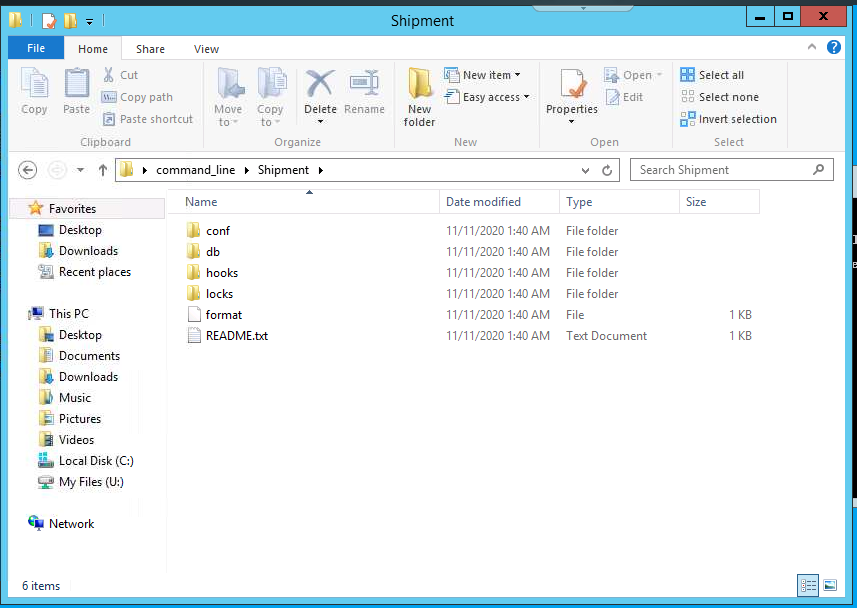 Shipment
File Home Share View
Copy Paste Cut Copy path Paste shortcut
Clipboard
Move to Copy to Delete Rename
Organize
New folder New item Easy access
New
Properties Open Edit
Open
Select all Select none Invert selection
Select
command_line Shipment
Search Shipment
Favorites
Desktop
Downloads
Recent places
This PC
Desktop
Documents
Downloads
Music
Pictures
Videos
Local Disk (C:)
My Files (U:)
Network
Name Date modified Type Size
conf 11/11/2020 1:40 AM File folder
db 11/11/2020 1:40 AM File folder
hooks 11/11/2020 1:40 AM File folder
locks 11/11/2020 1:40 AM File folder
format 11/11/2020 1:40 AM File 1 KB
README.txt 11/11/2020 1:40 AM Text Document 1 KB
6 items